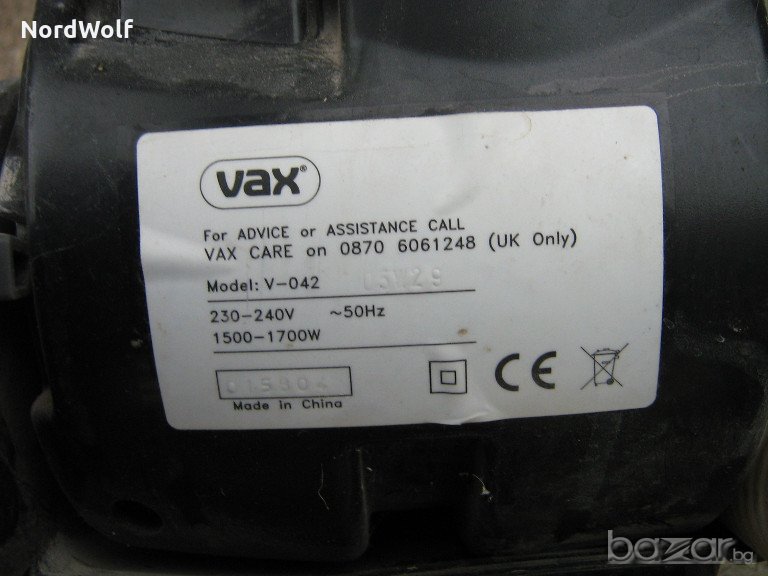 NordWolf
vax®
For ADVICE or ASSISTANCE CALL
VAX CARE on 0870 6061248 (UK Only)
Model: V-042
230-240V ~50Hz
1500-1700W
CE
Made in China
bazar.bg